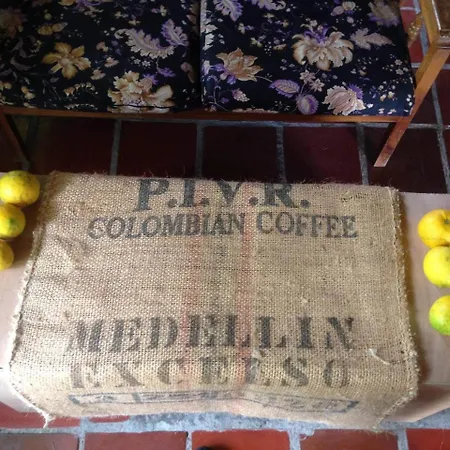 P.I.V.R.
COLOMBIAN COFFEE
MEDELLIN
EXCELSO